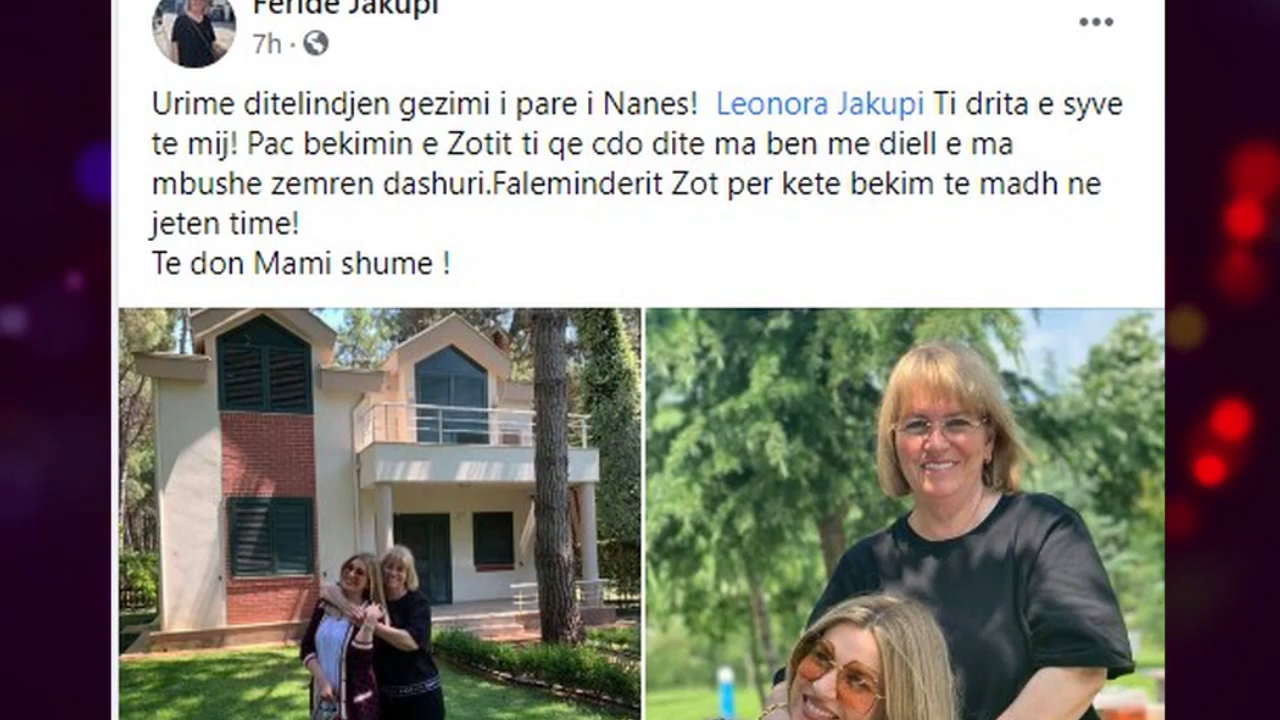 Feride Jakupi
7h ·
Urime ditelindjen gezimi i pare i Nanes! Leonora Jakupi Ti drita e syve
te mij! Pac bekimin e Zotit ti qe cdo dite ma ben me diell e ma
mbushe zemren dashuri.Faleminderit Zot per kete bekim te madh ne
jeten time!
Te don Mami shume !